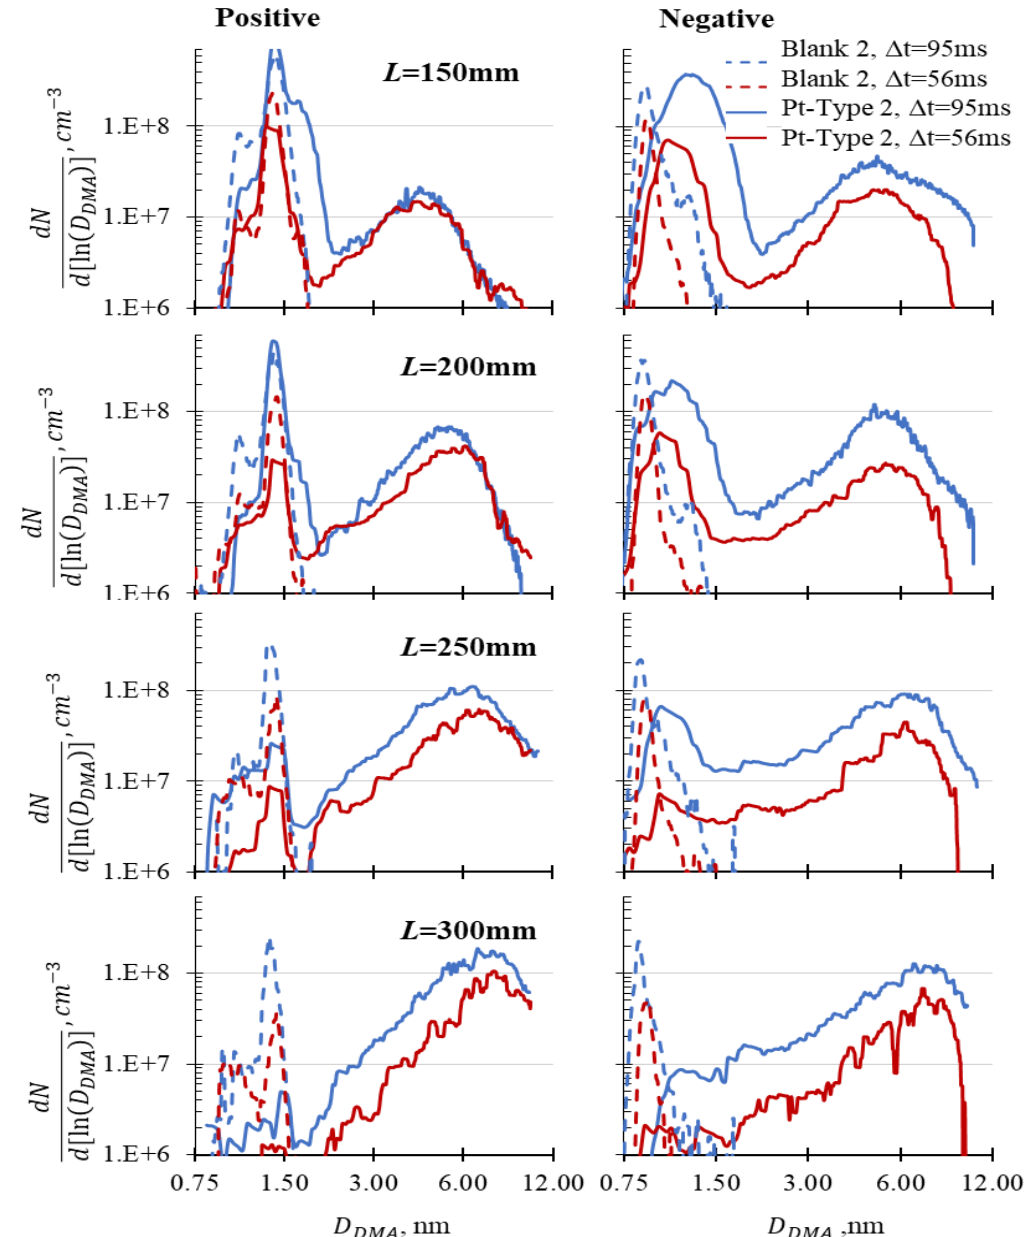 Positive
Negative
Blank 2, Δt=95ms
Blank 2, Δt=56ms
Pt-Type 2, Δt=95ms
Pt-Type 2, Δt=56ms
L=150mm
dN
d[ln(D_DMA)] , cm⁻³
1.E+8
1.E+7
1.E+6
L=200mm
dN
d[ln(D_DMA)] , cm⁻³
1.E+8
1.E+7
1.E+6
L=250mm
dN
d[ln(D_DMA)] , cm⁻³
1.E+8
1.E+7
1.E+6
L=300mm
dN
d[ln(D_DMA)] , cm⁻³
1.E+8
1.E+7
1.E+6
0.75 1.50 3.00 6.00 12.00
0.75 1.50 3.00 6.00 12.00
D_DMA, nm
D_DMA ,nm